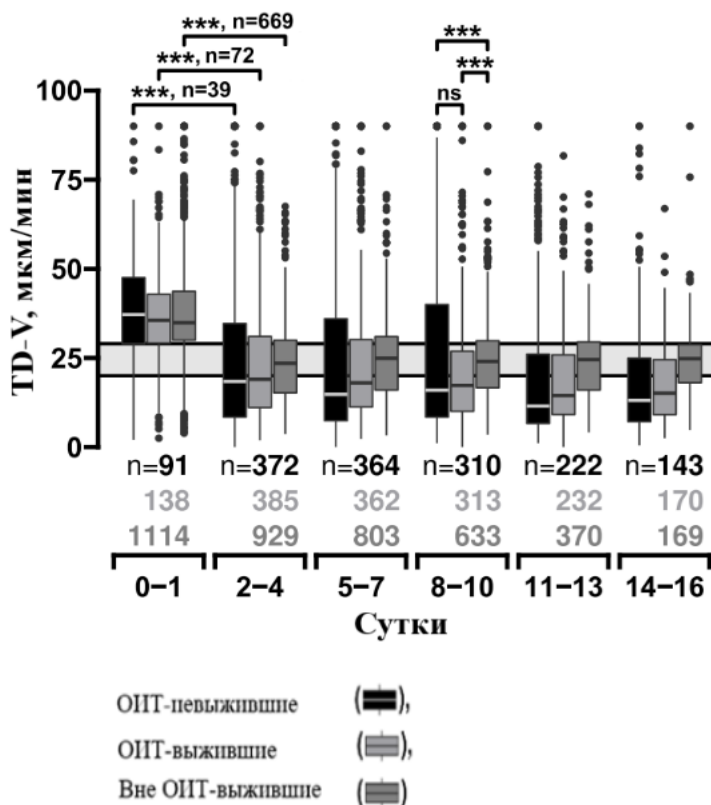 ***, n=669
***, n=72
***, n=39
***
***
ns
TD-V, мкм/мин
100
75
50
25
0
n=91 n=372 n=364 n=310 n=222 n=143
138 385 362 313 232 170
1114 929 803 633 370 169
0–1 2–4 5–7 8–10 11–13 14–16
Сутки
ОИТ-невыжившие ( ),
ОИТ-выжившие ( ),
Вне ОИТ-выжившие ( )